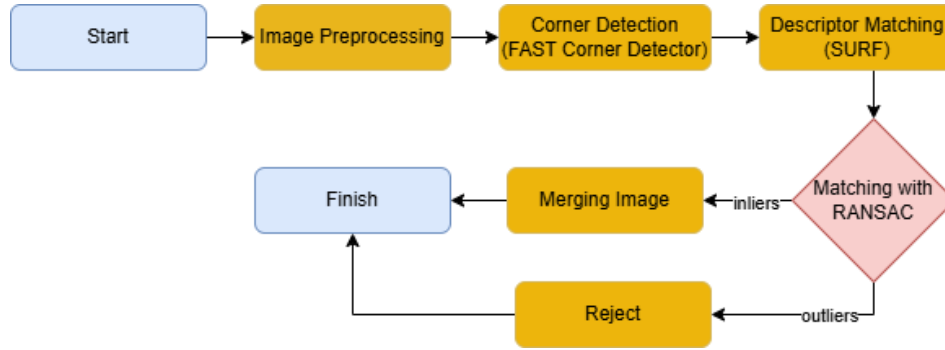 Start
Image Preprocessing
Corner Detection
(FAST Corner Detector)
Descriptor Matching
(SURF)
Matching with
RANSAC
inliers
Merging Image
Finish
outliers
Reject